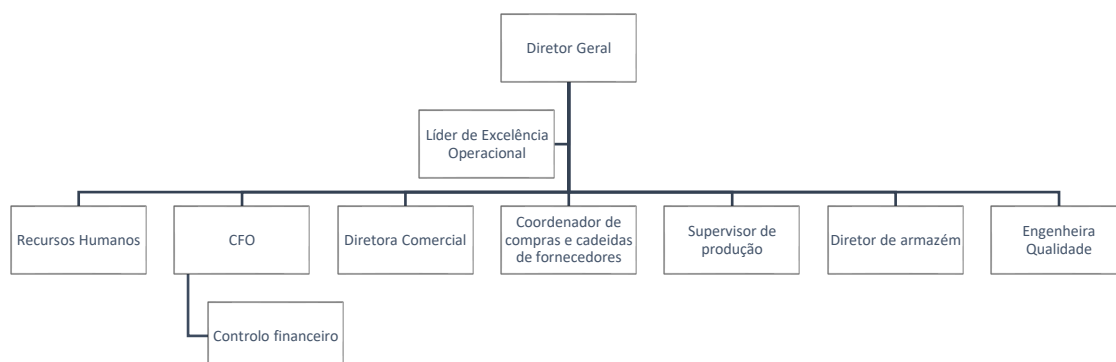 Diretor Geral
Líder de Excelência
Operacional
Recursos Humanos
CFO
Diretora Comercial
Coordenador de
compras e cadeidas
de fornecedores
Supervisor de
produção
Diretor de armazém
Engenheira
Qualidade
Controlo financeiro